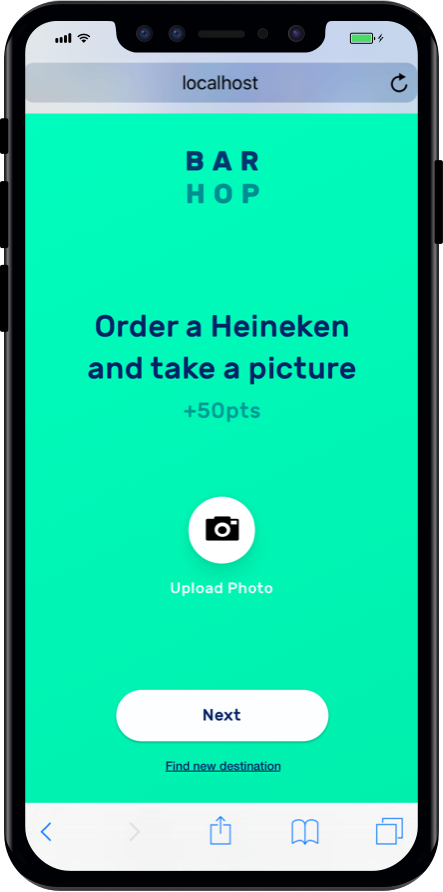 localhost
BAR
HOP
Order a Heineken
and take a picture
+50pts
Upload Photo
Next
Find new destination